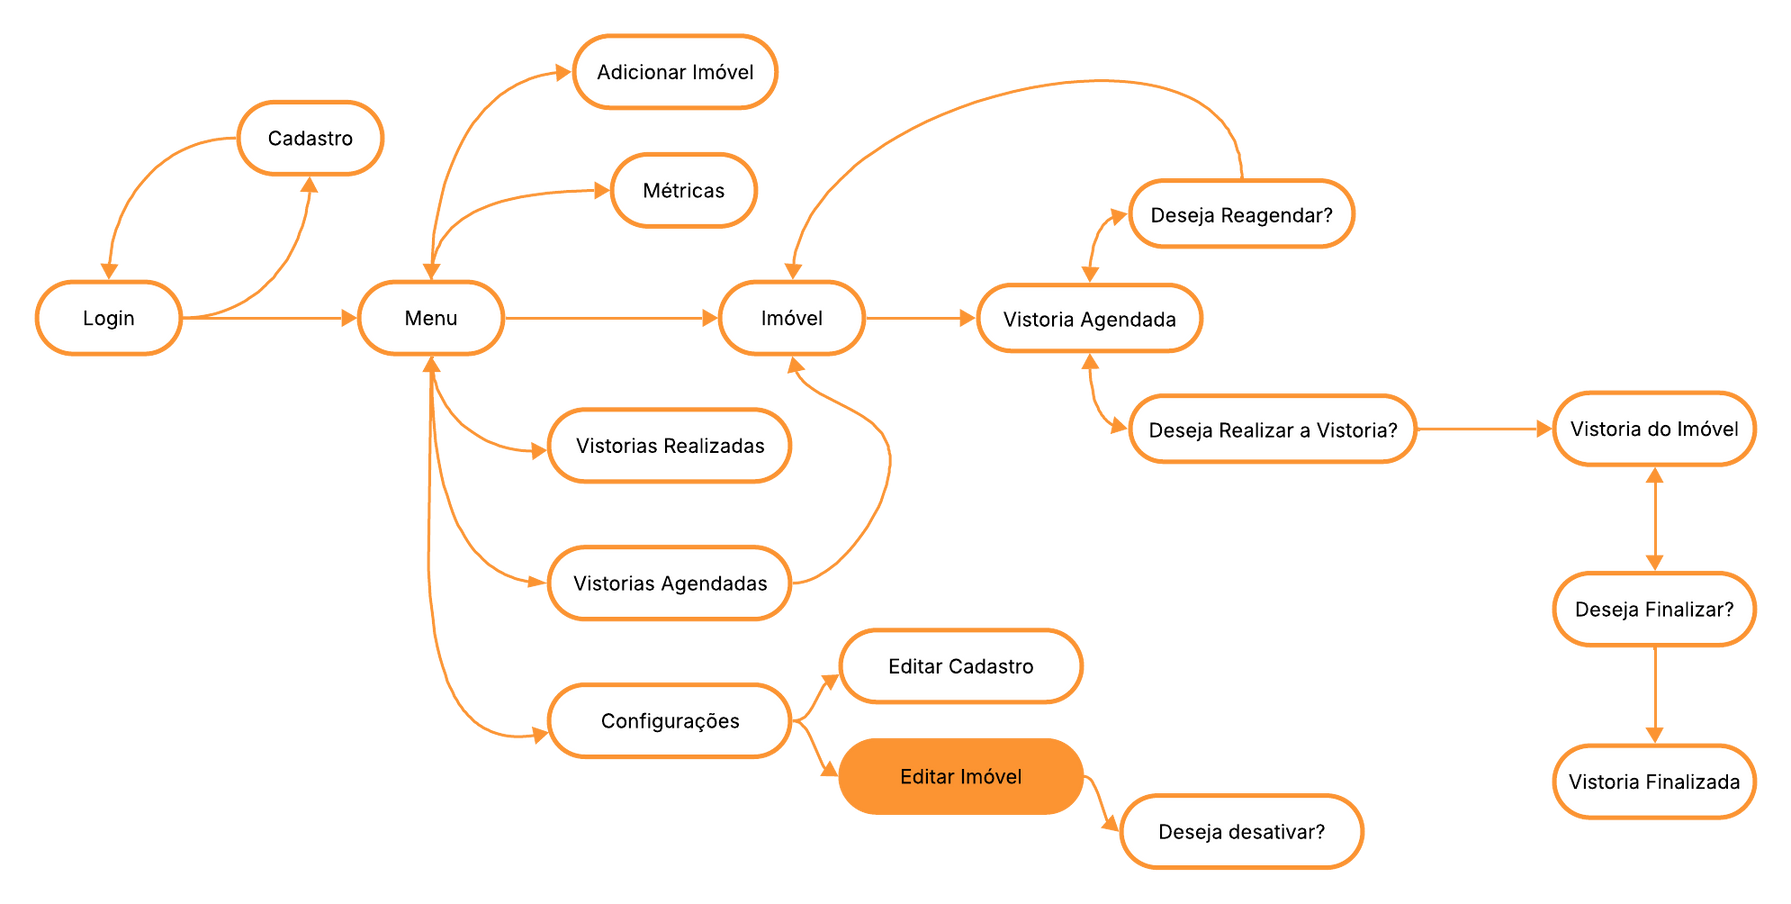 Adicionar Imóvel
Cadastro
Métricas
Deseja Reagendar?
Login
Menu
Imóvel
Vistoria Agendada
Vistorias Realizadas
Deseja Realizar a Vistoria?
Vistoria do Imóvel
Vistorias Agendadas
Deseja Finalizar?
Editar Cadastro
Configurações
Editar Imóvel
Vistoria Finalizada
Deseja desativar?